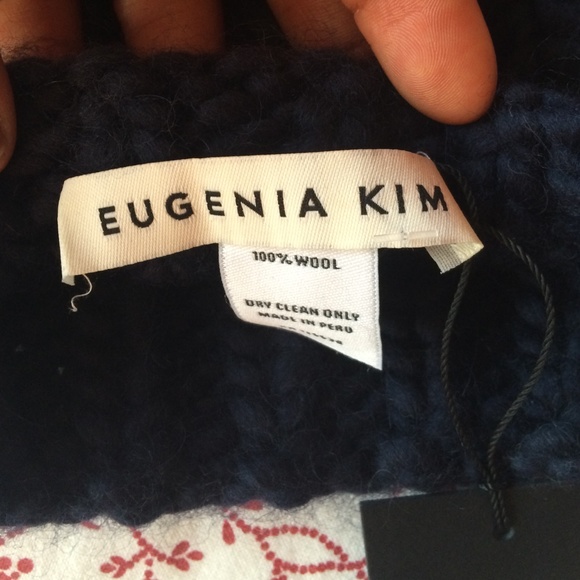 EUGENIA KIM
100% WOOL
DRY CLEAN ONLY
MADE IN PERU